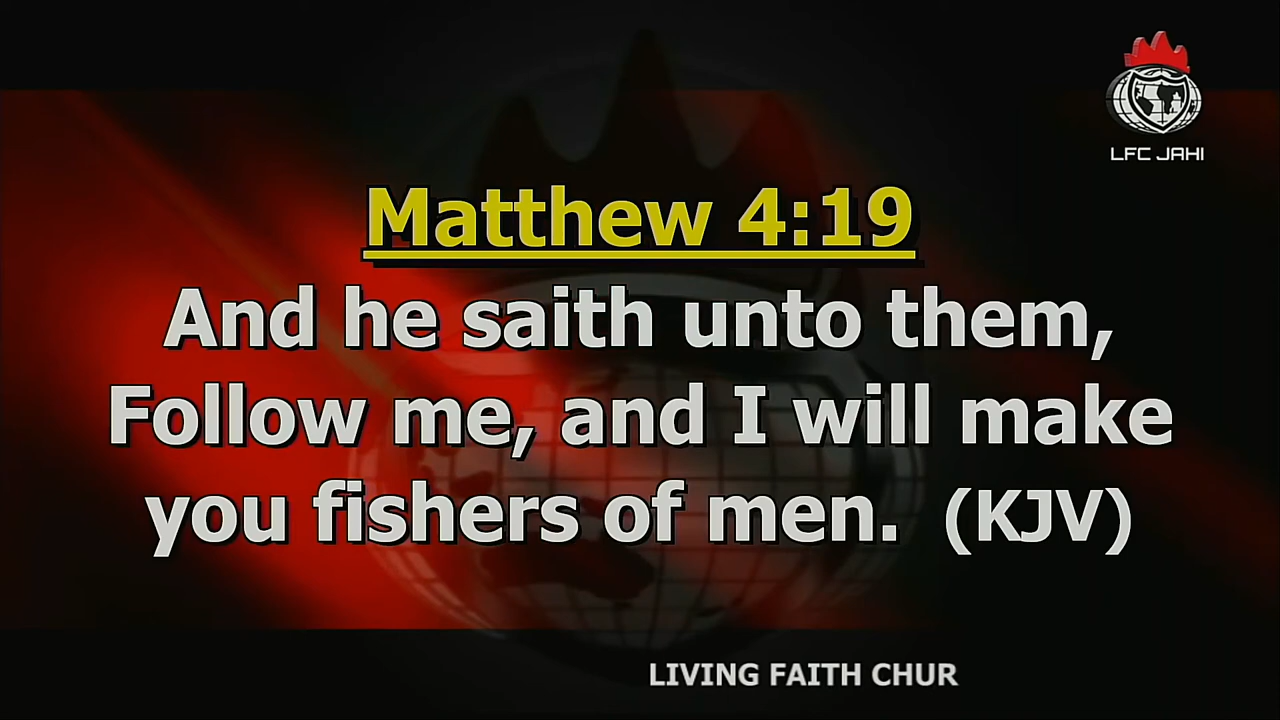 LFC JAHI
Matthew 4:19
And he saith unto them,
Follow me, and I will make
you fishers of men. (KJV)
LIVING FAITH CHUR